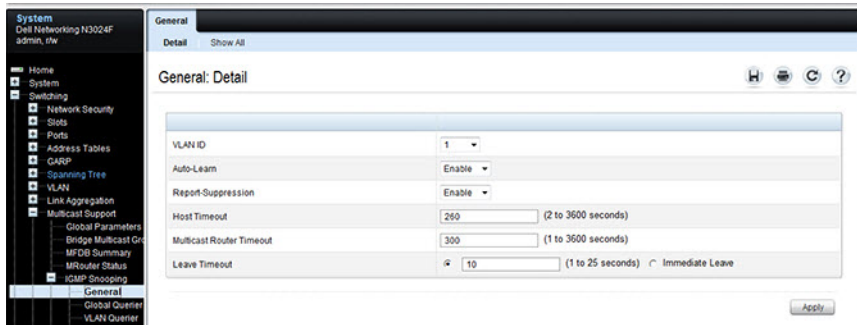 System
Dell Networking N3024F
admin, r/w
Home
System
Switching
Network Security
Slots
Ports
Address Tables
GARP
Spanning Tree
VLAN
Link Aggregation
Multicast Support
Global Parameters
Bridge Multicast Gro
MFDB Summary
MRouter Status
IGMP Snooping
General
Global Querier
VLAN Querier
General
Detail Show All
General: Detail
VLAN ID 1
Auto-Learn Enable
Report-Suppression Enable
Host Timeout 260 (2 to 3600 seconds)
Multicast Router Timeout 300 (1 to 3600 seconds)
Leave Timeout 10 (1 to 25 seconds) Immediate Leave
Apply